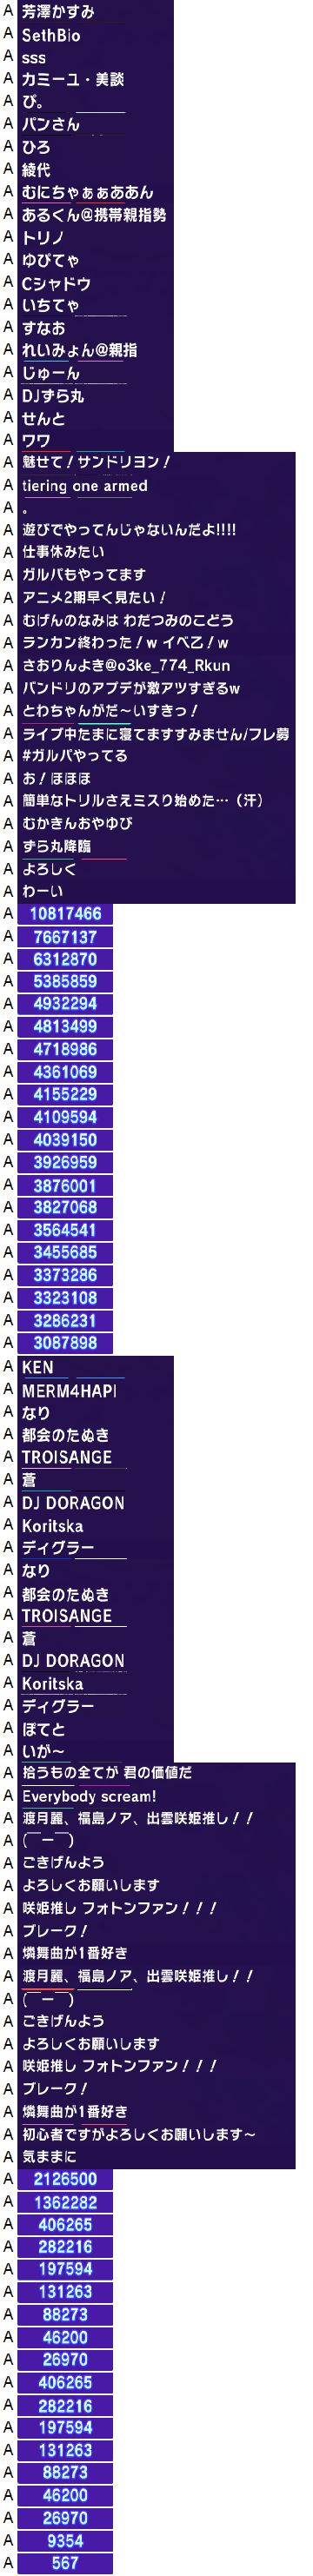 A 芳澤かすみ
A SethBio
A sss
A カミーユ・美談
A ぴ。
A パンさん
A ひろ
A 綾代
A むにちゃぁぁああん
A あるくん@携帯親指勢
A トリノ
A ゆびてゃ
A Cシャドウ
A いちてゃ
A すなお
A れいみょん@親指
A じゅーん
A DJずら丸
A せんと
A ワワ
A 魅せて！サンドリヨン！
A tiering one armed
A 。
A 遊びでやってんじゃないんだよ!!!!
A 仕事休みたい
A ガルパもやってます
A アニメ2期早く見たい！
A むげんのなみは わだつみのこどう
A ランカン終わった！w イベ乙！w
A さおりんよき@o3ke_774_Rkun
A バンドリのアプデが激アツすぎるw
A とわちゃんがだ〜いすきっ！
A ライブ中たまに寝てますすみません/フレ募
A #ガルパやってる
A お！ほほほ
A 簡単なトリルさえミスり始めた…（汗）
A むかきんおやゆび
A ずら丸降臨
A よろしく
A わーい
A 10817466
A 7667137
A 6312870
A 5385859
A 4932294
A 4813499
A 4718986
A 4361069
A 4155229
A 4109594
A 4039150
A 3926959
A 3876001
A 3827068
A 3564541
A 3455685
A 3373286
A 3323108
A 3286231
A 3087898
A KEN
A MERM4HAPI
A なり
A 都会のたぬき
A TROISANGE
A 蒼
A DJ DORAGON
A Koritska
A ディグラー
A なり
A 都会のたぬき
A TROISANGE
A 蒼
A DJ DORAGON
A Koritska
A ディグラー
A ぽてと
A いが〜
A 拾うもの全てが 君の価値だ
A Everybody scream!
A 渡月麗、福島ノア、出雲咲姫推し！！
A (￣ー￣)
A ごきげんよう
A よろしくお願いします
A 咲姫推し フォトンファン！！！
A ブレーク！
A 燐舞曲が1番好き
A 渡月麗、福島ノア、出雲咲姫推し！！
A (￣ー￣)
A ごきげんよう
A よろしくお願いします
A 咲姫推し フォトンファン！！！
A ブレーク！
A 燐舞曲が1番好き
A 初心者ですがよろしくお願いします〜
A 気ままに
A 2126500
A 1362282
A 406265
A 282216
A 197594
A 131263
A 88273
A 46200
A 26970
A 406265
A 282216
A 197594
A 131263
A 88273
A 46200
A 26970
A 9354
A 567